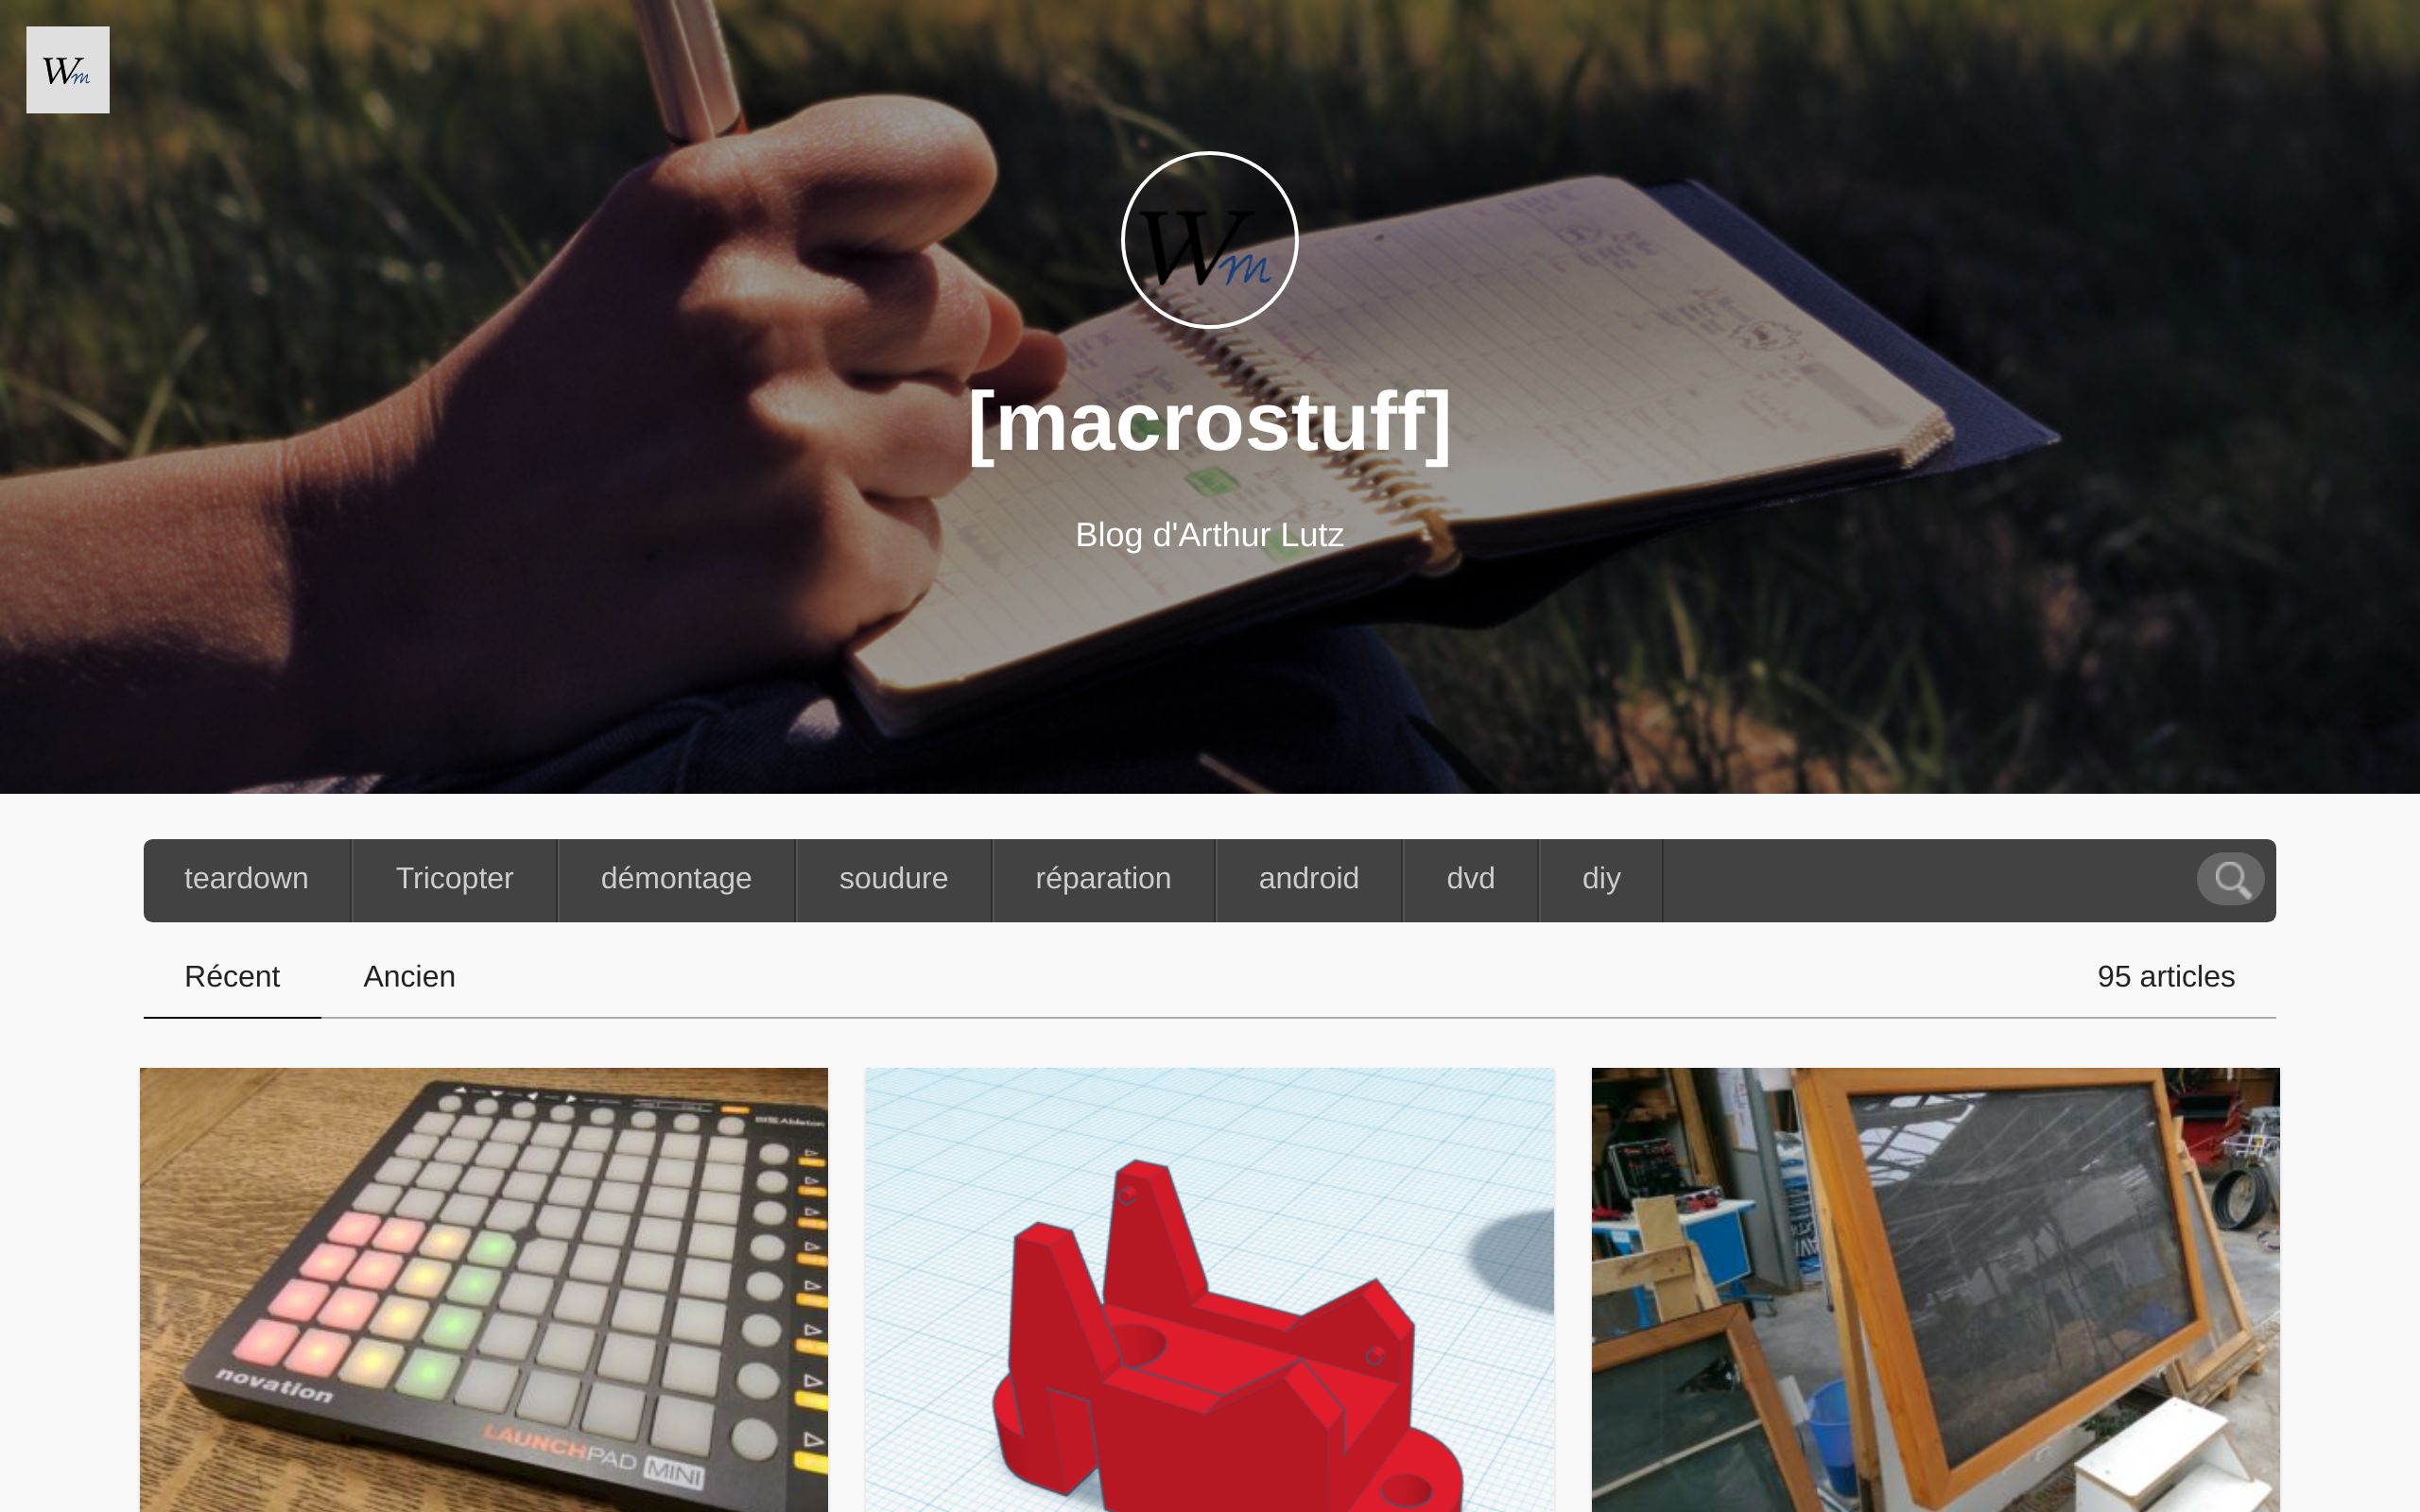 Wm
Wm
[macrostuff]
Blog d'Arthur Lutz
teardown
Tricopter
démontage
soudure
réparation
android
dvd
diy
Récent
Ancien
95 articles
Ableton
novation
LAUNCHPAD MINI